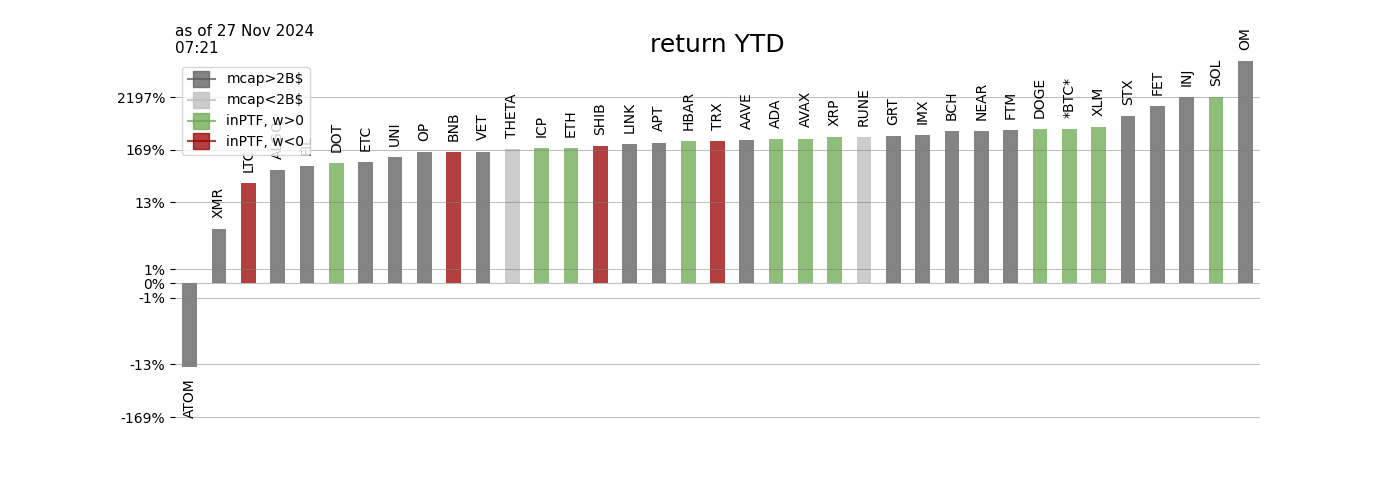 as of 27 Nov 2024
07:21
return YTD
mcap>2B$
mcap<2B$
inPTF, w>0
inPTF, w<0
2197%
169%
13%
1%
0%
-1%
-13%
-169%
ATOM
XMR
LTC
ALGO
FIL
DOT
ETC
UNI
OP
BNB
VET
THETA
ICP
ETH
SHIB
LINK
APT
HBAR
TRX
AAVE
ADA
AVAX
XRP
RUNE
GRT
IMX
BCH
NEAR
FTM
DOGE
*BTC*
XLM
STX
FET
INJ
SOL
OM